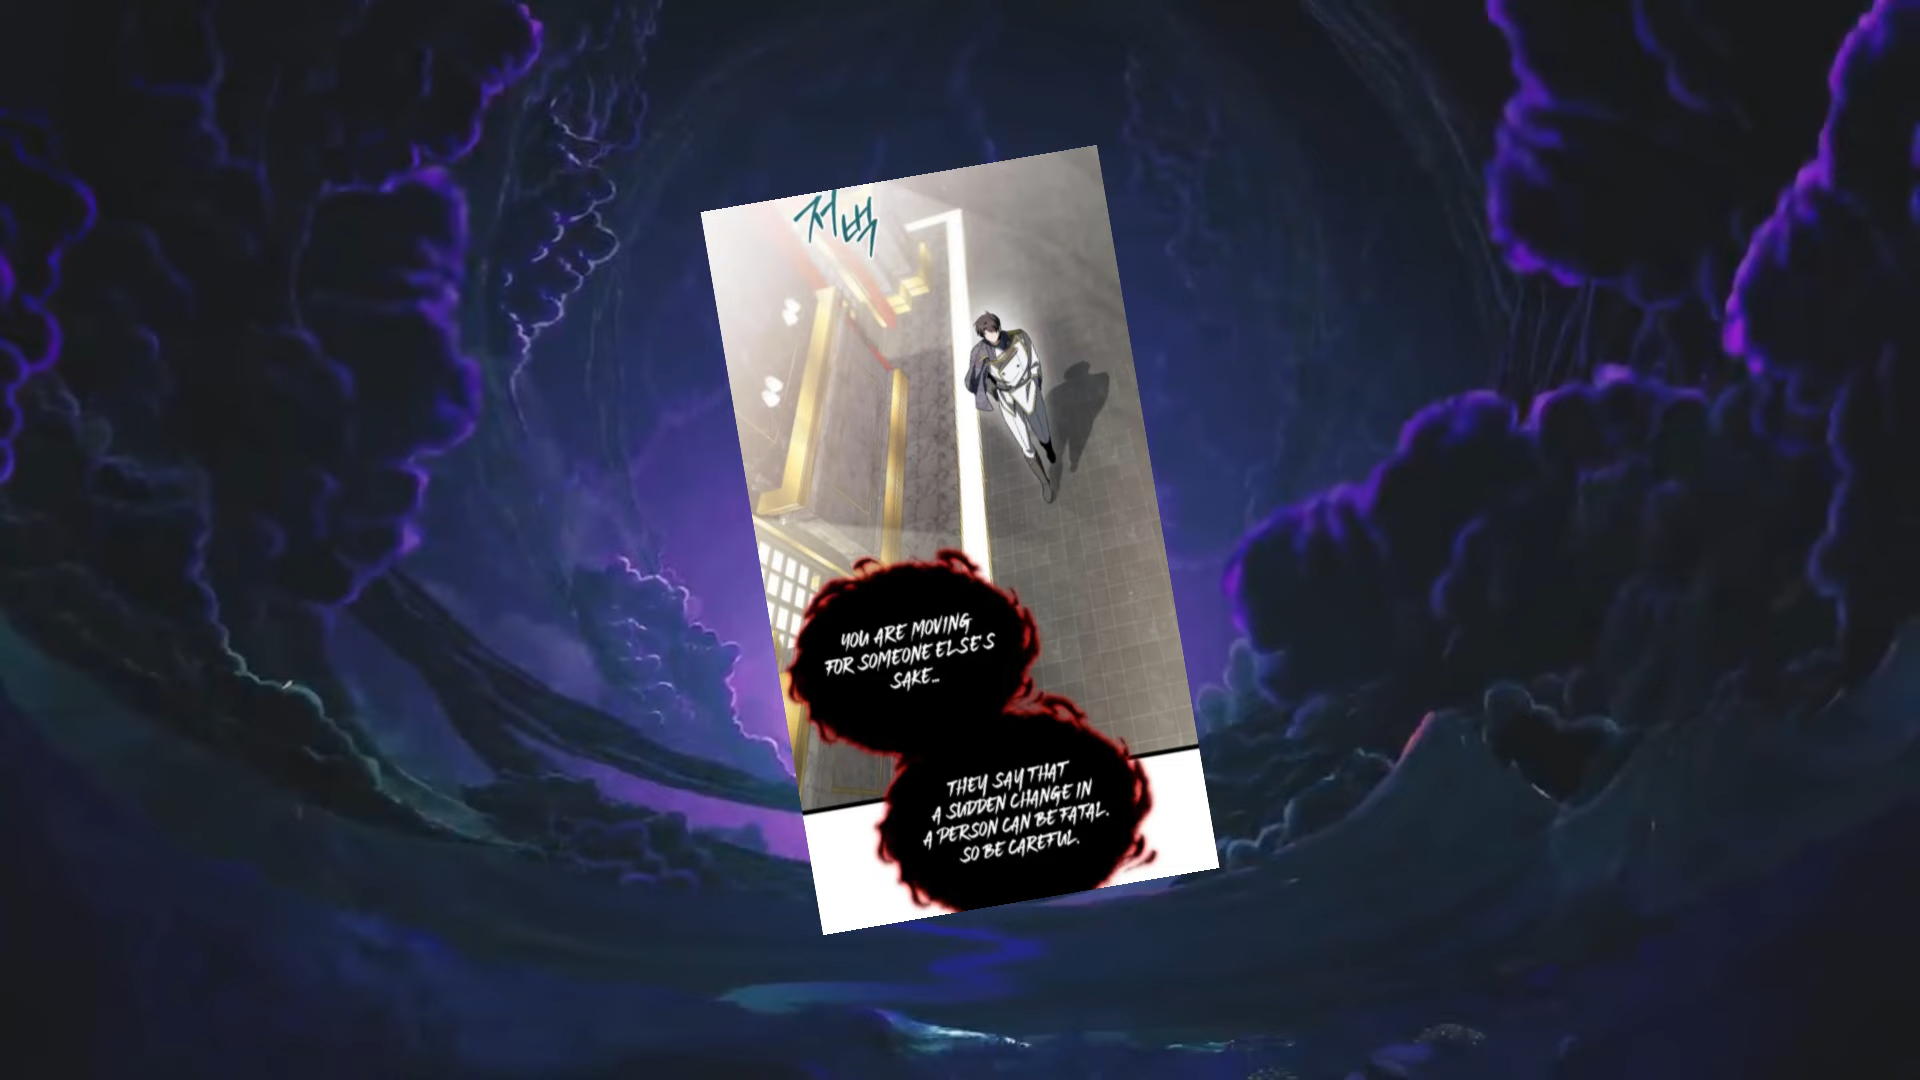 저벅
YOU ARE MOVING
FOR SOMEONE ELSE'S
SAKE...
THEY SAY THAT
A SUDDEN CHANGE IN
A PERSON CAN BE FATAL.
SO BE CAREFUL.